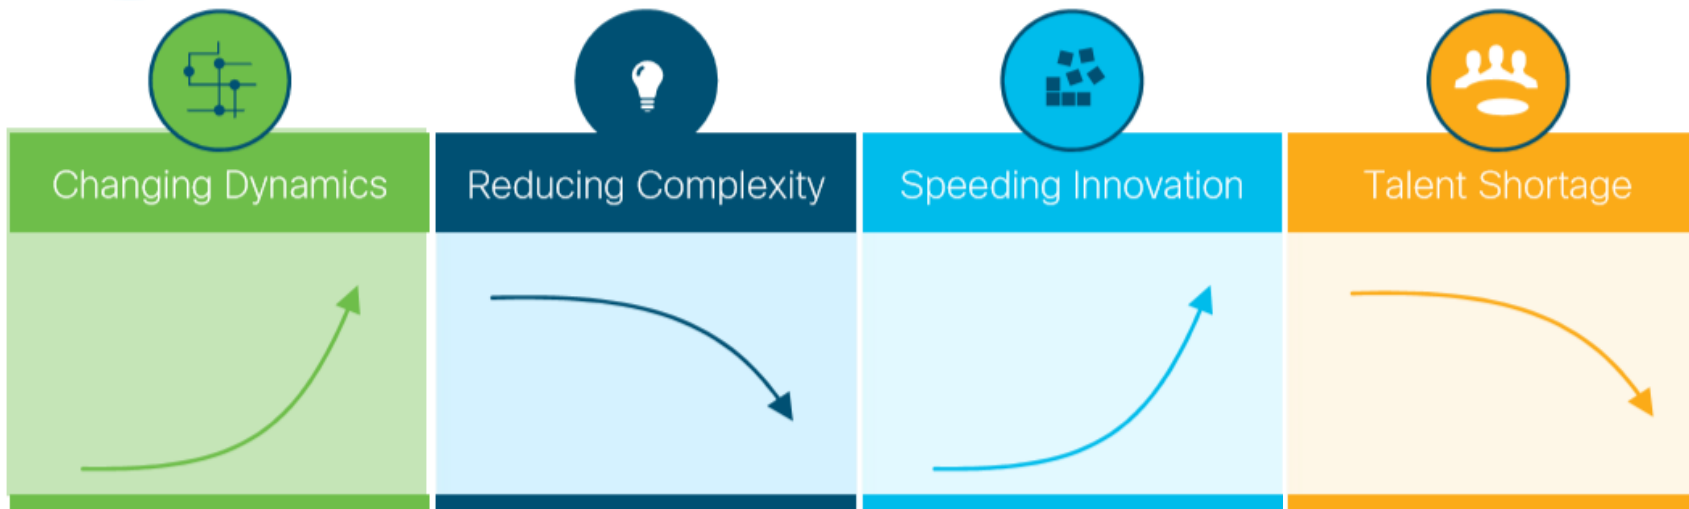 Changing Dynamics
Reducing Complexity
Speeding Innovation
Talent Shortage